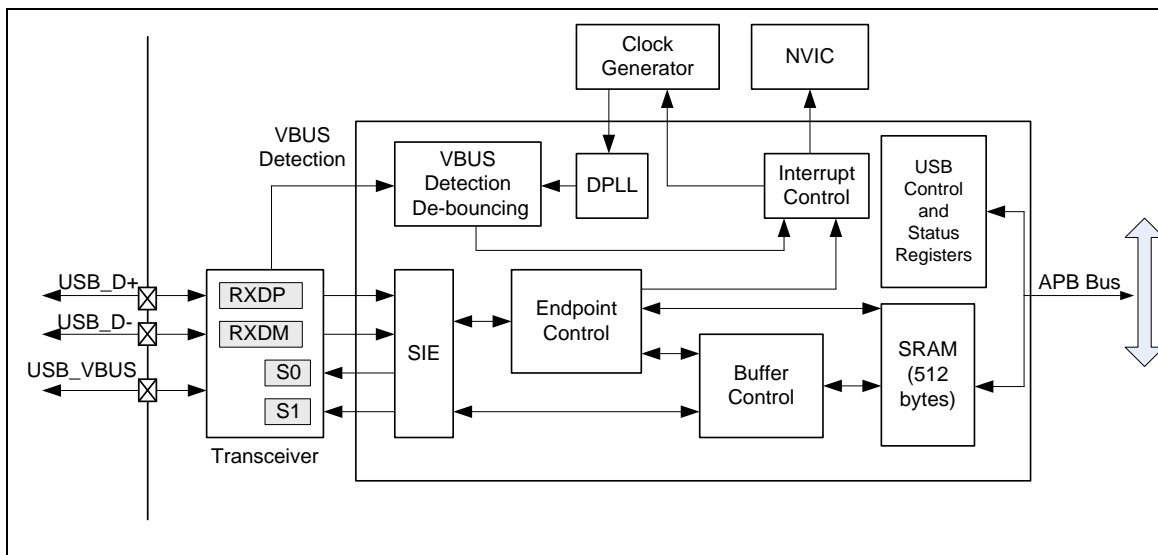 Clock
Generator
NVIC
VBUS
Detection
VBUS
Detection
De-bouncing
DPLL
Interrupt
Control
USB
Control
and
Status
Registers
USB_D+
USB_D-
USB_VBUS
RXDP
RXDM
S0
S1
Transceiver
SIE
Endpoint
Control
Buffer
Control
SRAM
(512
bytes)
APB Bus